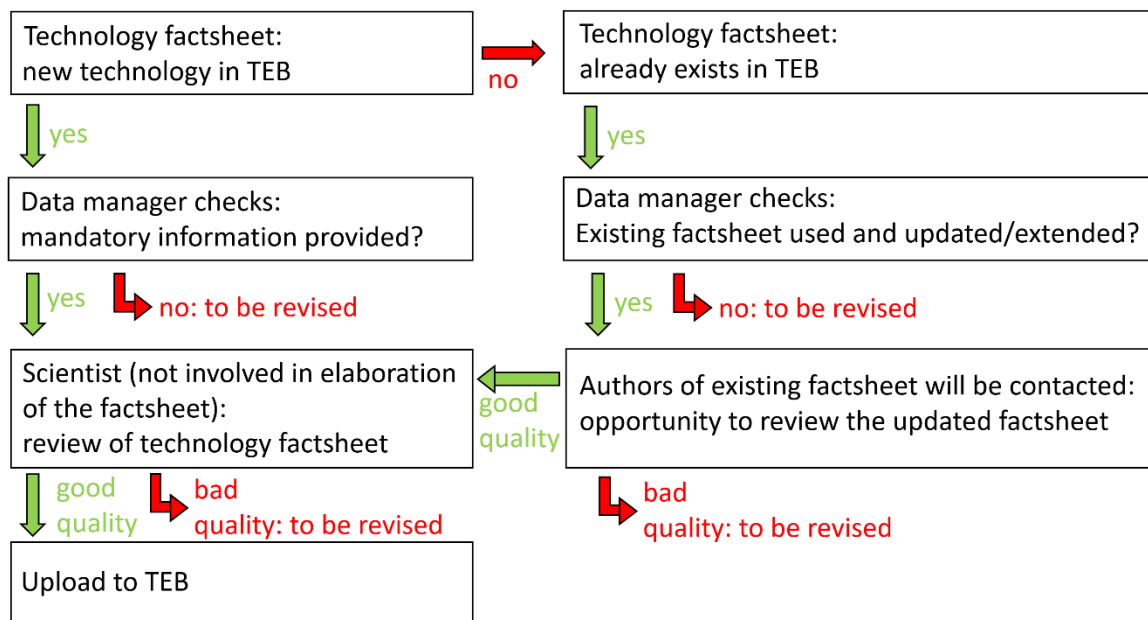 Technology factsheet:
new technology in TEB
no
Technology factsheet:
already exists in TEB
yes
yes
Data manager checks:
mandatory information provided?
Data manager checks:
Existing factsheet used and updated/extended?
yes
no: to be revised
yes
no: to be revised
Scientist (not involved in elaboration
of the factsheet):
review of technology factsheet
good
quality
Authors of existing factsheet will be contacted:
opportunity to review the updated factsheet
good
quality
bad
quality: to be revised
bad
quality: to be revised
Upload to TEB